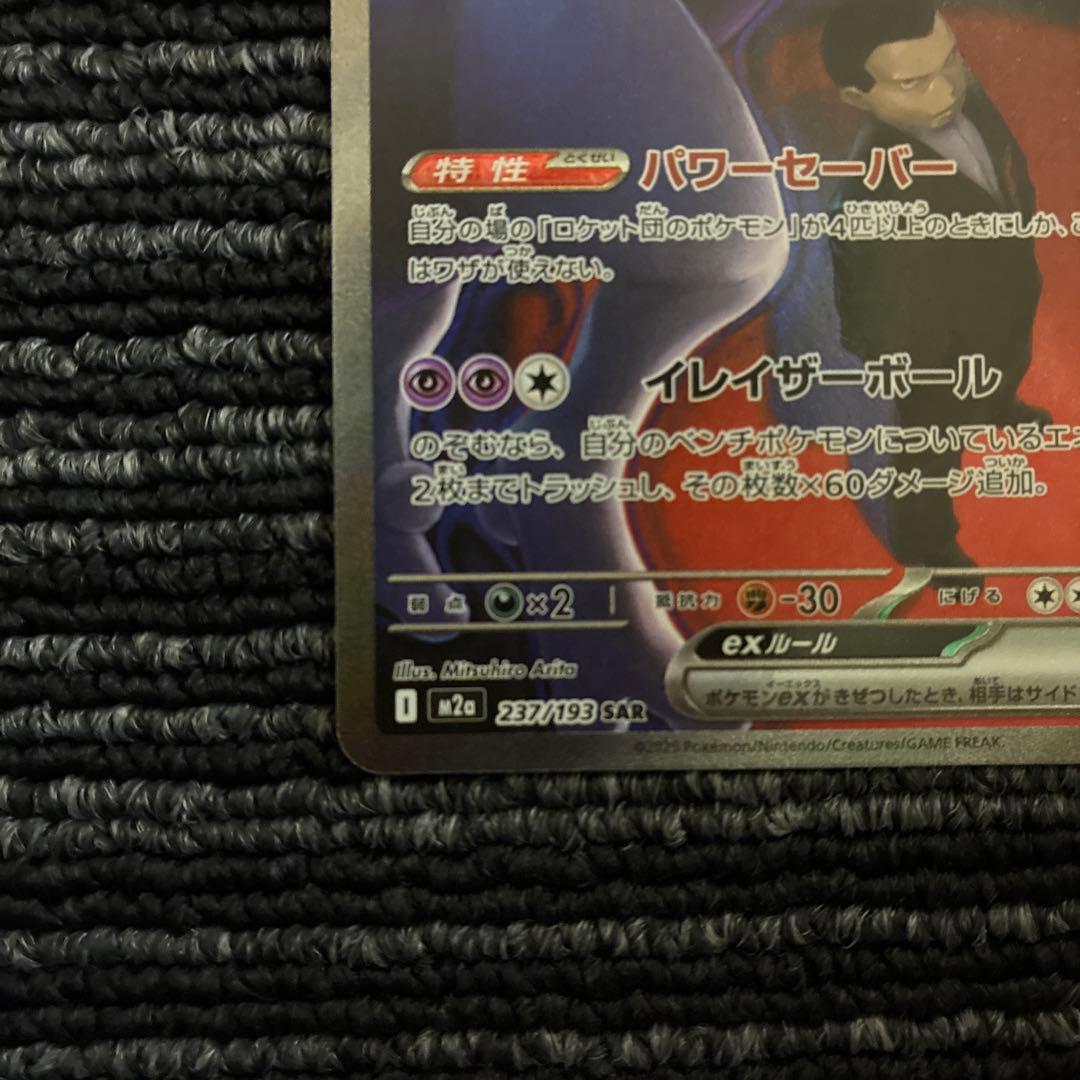 特性 とくせい パワーセーバー
自分の場の「ロケット団のポケモン」が4匹以上のときにしか、こ
はワザが使えない。
イレイザーボール
のぞむなら、自分のベンチポケモンについているエネ
2枚までトラッシュし、その枚数×60ダメージ追加。
弱点 ×2 抵抗力 -30 にげる
exルール
Illus. Mitsuhiro Arita
ポケモンexがきぜつしたとき、相手はサイド
I M2a 237/193 SAR
©2025 Pokémon/Nintendo/Creatures/GAME FREAK.